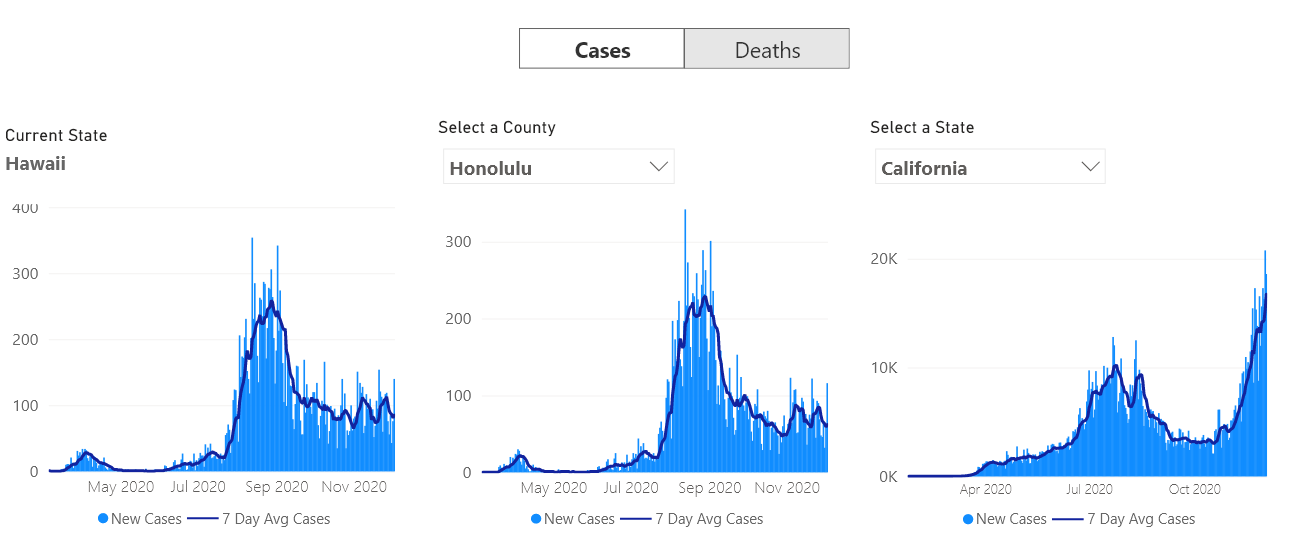 Cases Deaths
Current State
Hawaii
Select a County
Honolulu
Select a State
California
400
300
200
100
0
May 2020 Jul 2020 Sep 2020 Nov 2020
New Cases 7 Day Avg Cases
300
200
100
0
May 2020 Jul 2020 Sep 2020 Nov 2020
New Cases 7 Day Avg Cases
20K
10K
0K
Apr 2020 Jul 2020 Oct 2020
New Cases 7 Day Avg Cases